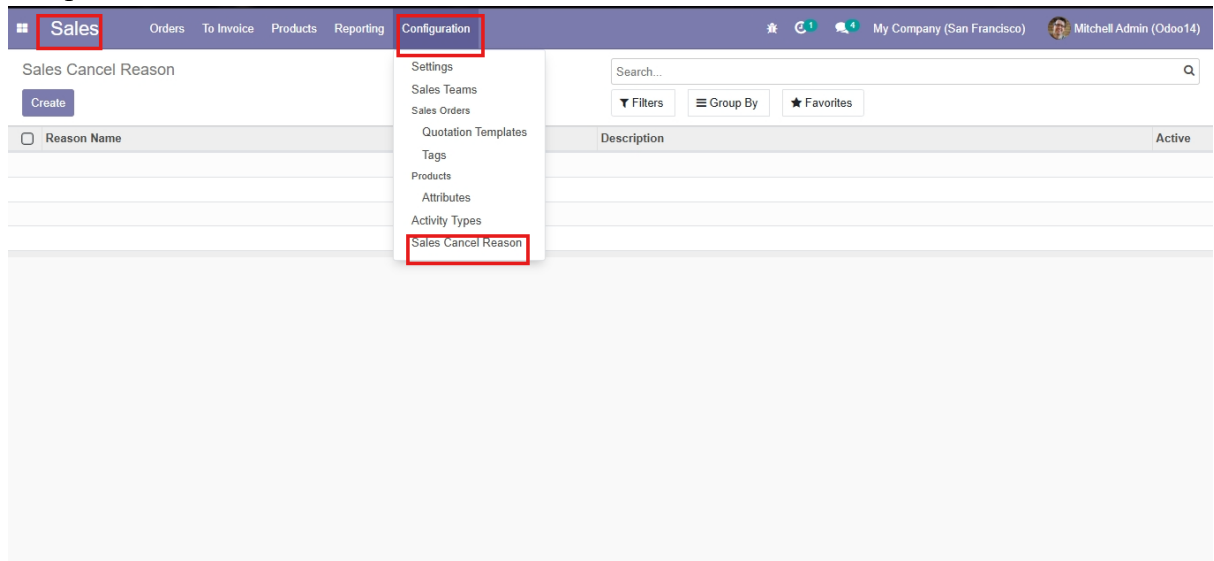 Sales Orders To Invoice Products Reporting Configuration 1 4 My Company (San Francisco) Mitchell Admin (Odoo14)
Sales Cancel Reason
Create
Settings
Sales Teams
Sales Orders
Quotation Templates
Tags
Products
Attributes
Activity Types
Sales Cancel Reason
Search...
Filters Group By Favorites
Reason Name Description Active